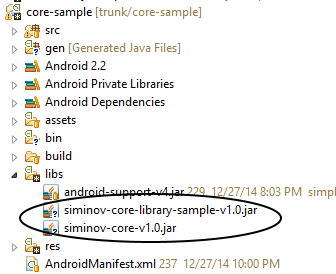 core-sample [trunk/core-sample]
src
gen [Generated Java Files]
Android 2.2
Android Private Libraries
Android Dependencies
assets
bin
build
libs
android-support-v4.jar 229 12/27/14 8:03 PM simp
siminov-core-library-sample-v1.0.jar
siminov-core-v1.0.jar
res
AndroidManifest.xml 237 12/27/14 10:00 PM